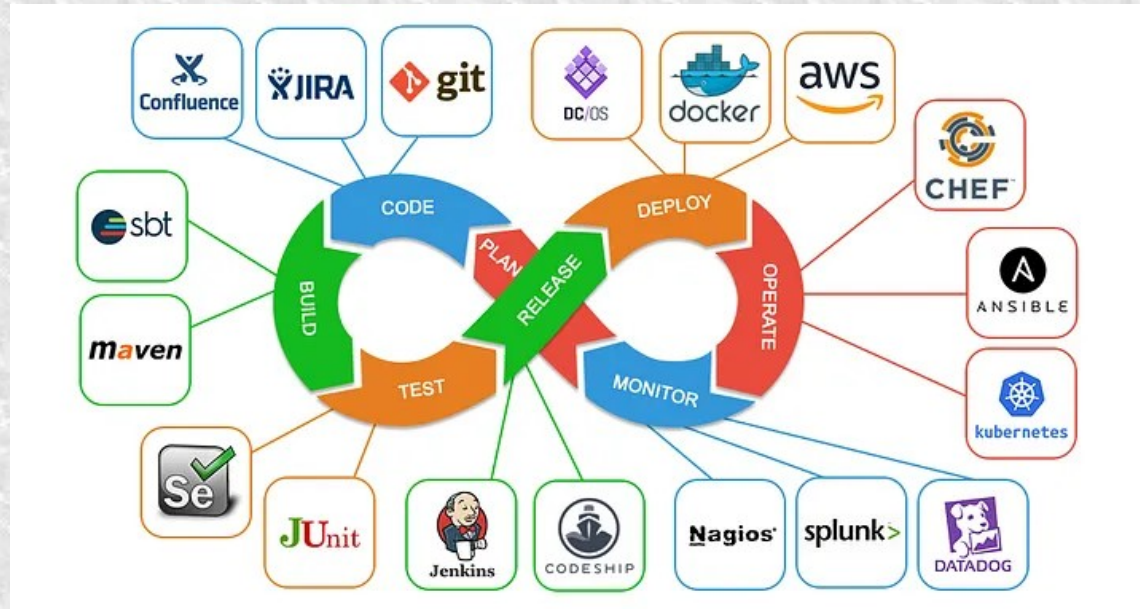 Confluence
JIRA
git
DC/OS
docker
aws
CHEF™
sbt
CODE
DEPLOY
PLAN
RELEASE
BUILD
OPERATE
ANSIBLE
maven
TEST
MONITOR
kubernetes
Se
JUnit
Jenkins
CODESHIP
Nagios®
splunk>
DATADOG